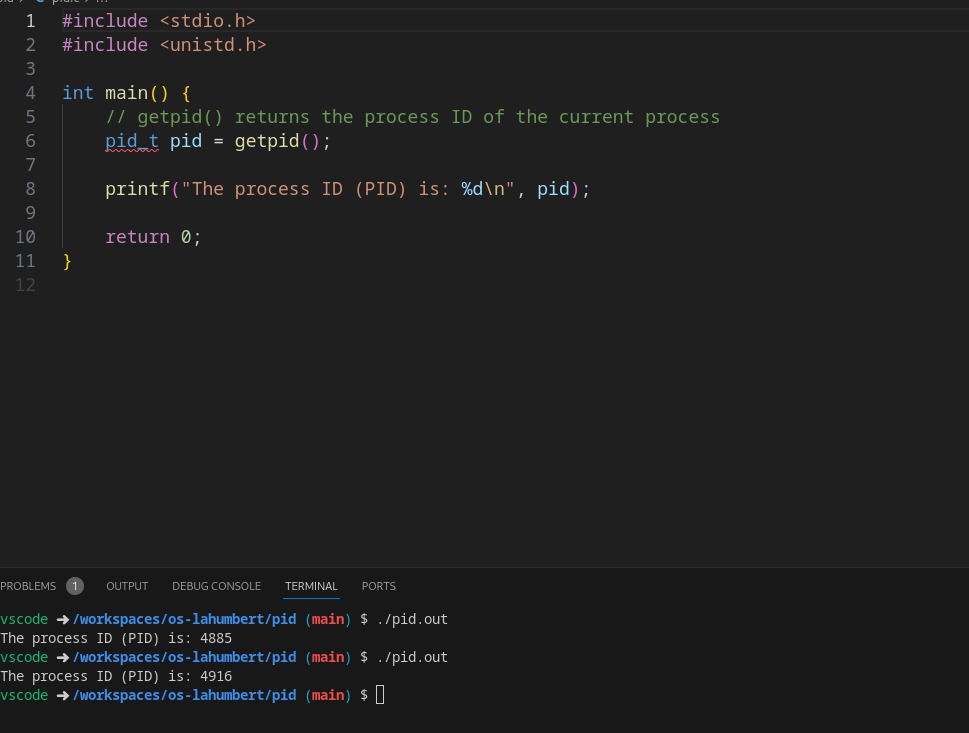 1 #include <stdio.h>
2 #include <unistd.h>
3
4 int main() {
5 // getpid() returns the process ID of the current process
6 pid_t pid = getpid();
7
8 printf("The process ID (PID) is: %d\n", pid);
9
10 return 0;
11 }
12
PROBLEMS 1 OUTPUT DEBUG CONSOLE TERMINAL PORTS
vscode ➜ /workspaces/os-lahumbert/pid (main) $ ./pid.out
The process ID (PID) is: 4885
vscode ➜ /workspaces/os-lahumbert/pid (main) $ ./pid.out
The process ID (PID) is: 4916
vscode ➜ /workspaces/os-lahumbert/pid (main) $